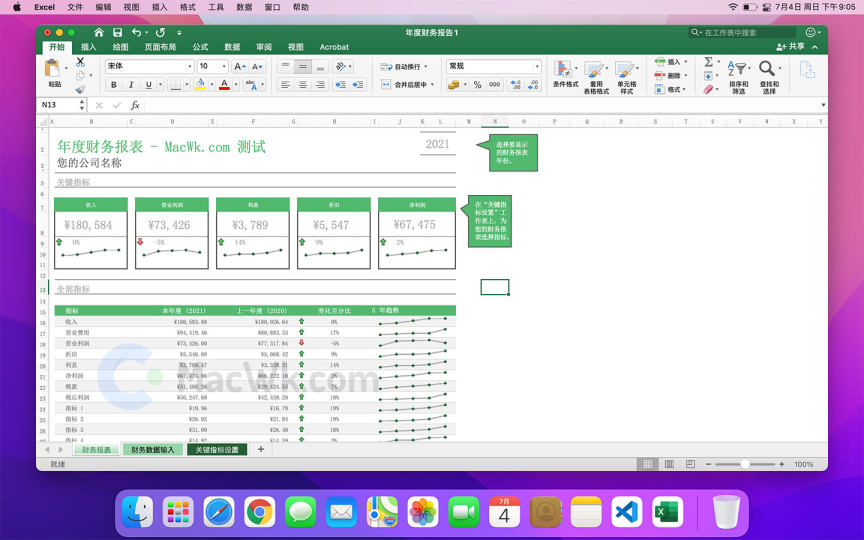 Excel 文件 编辑 视图 插入 格式 工具 数据 窗口 帮助 7月4日 周日 下午9:05
年度财务报告1
在工作表中搜索
开始 插入 绘图 页面布局 公式 数据 审阅 视图 Acrobat 共享
粘贴 宋体 10 自动换行 常规 条件格式 套用表格格式 单元格样式 插入 排序和筛选 查找和选择
B I U 合并后居中 % 000 删除
格式
N13 fx
A B C D E F G H I J K L M N O P Q R S T U V X Y
年度财务报表 – MacWk.com 测试 2021
您的公司名称
选择要显示的财务报表年份。
关键指标
收入 营业利润 利息 折旧 净利润
¥180,584 ¥73,426 ¥3,789 ¥5,547 ¥67,475
0% -5% 14% 9% 2%
在“关键指标设置”工作表上，为您的财务报表选择指标。
全部指标
指标 本年度 (2021) 上一年度 (2020) 变化百分比 5 年趋势
收入 ¥180,583.88 ¥180,026.64 0%
营业费用 ¥94,419.46 ¥80,883.33 17%
营业利润 ¥73,426.00 ¥77,317.84 -5%
折旧 ¥5,546.89 ¥5,068.42 9%
利息 ¥3,789.47 ¥3,338.31 14%
净利润 2%
税款 ¥31,408.26 ¥29,424.53 7%
税后利润 ¥50,247.68 ¥42,438.20 18%
指标 1 ¥19.96 ¥16.79 19%
指标 2 ¥26.02 ¥21.84 19%
指标 3 ¥31.09 ¥26.40 18%
指标 4 ¥14.92 ¥14.59 2%
MacWk.com
财务报表 财务数据输入 关键指标设置
就绪 100%
7月
4